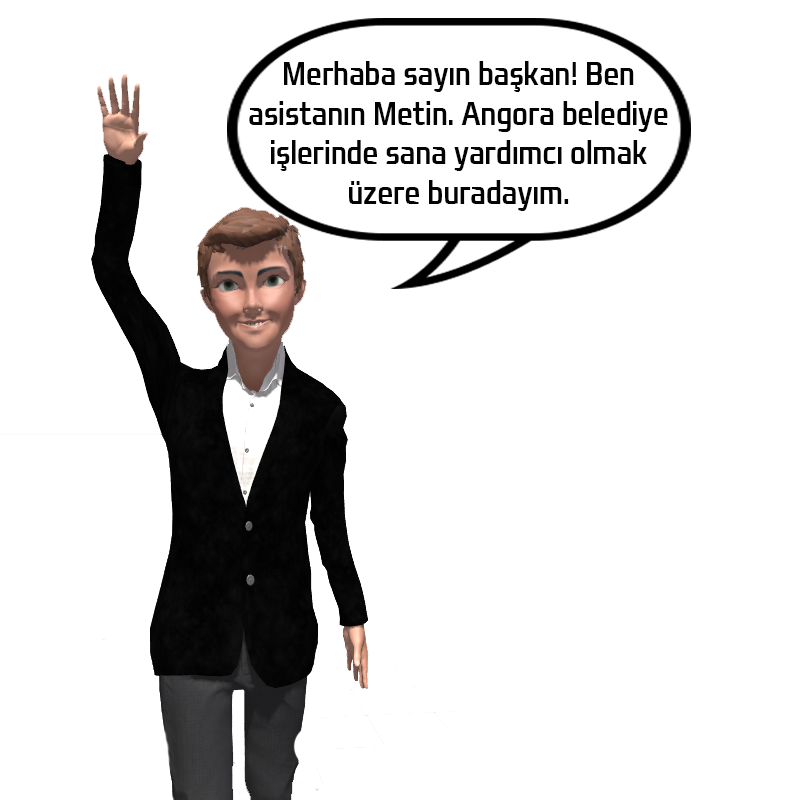 Merhaba sayın başkan! Ben
asistanın Metin. Angora belediye
işlerinde sana yardımcı olmak
üzere buradayım.